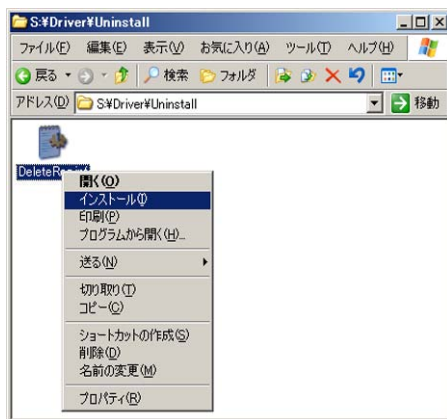 S:¥Driver¥Uninstall
ファイル(F) 編集(E) 表示(V) お気に入り(A) ツール(T) ヘルプ(H)
戻る 検索 フォルダ
アドレス(D) S:¥Driver¥Uninstall 移動
開く(O)
インストール(I)
印刷(P)
プログラムから開く(H)...
送る(N)
切り取り(T)
コピー(C)
ショートカットの作成(S)
削除(D)
名前の変更(M)
プロパティ(R)